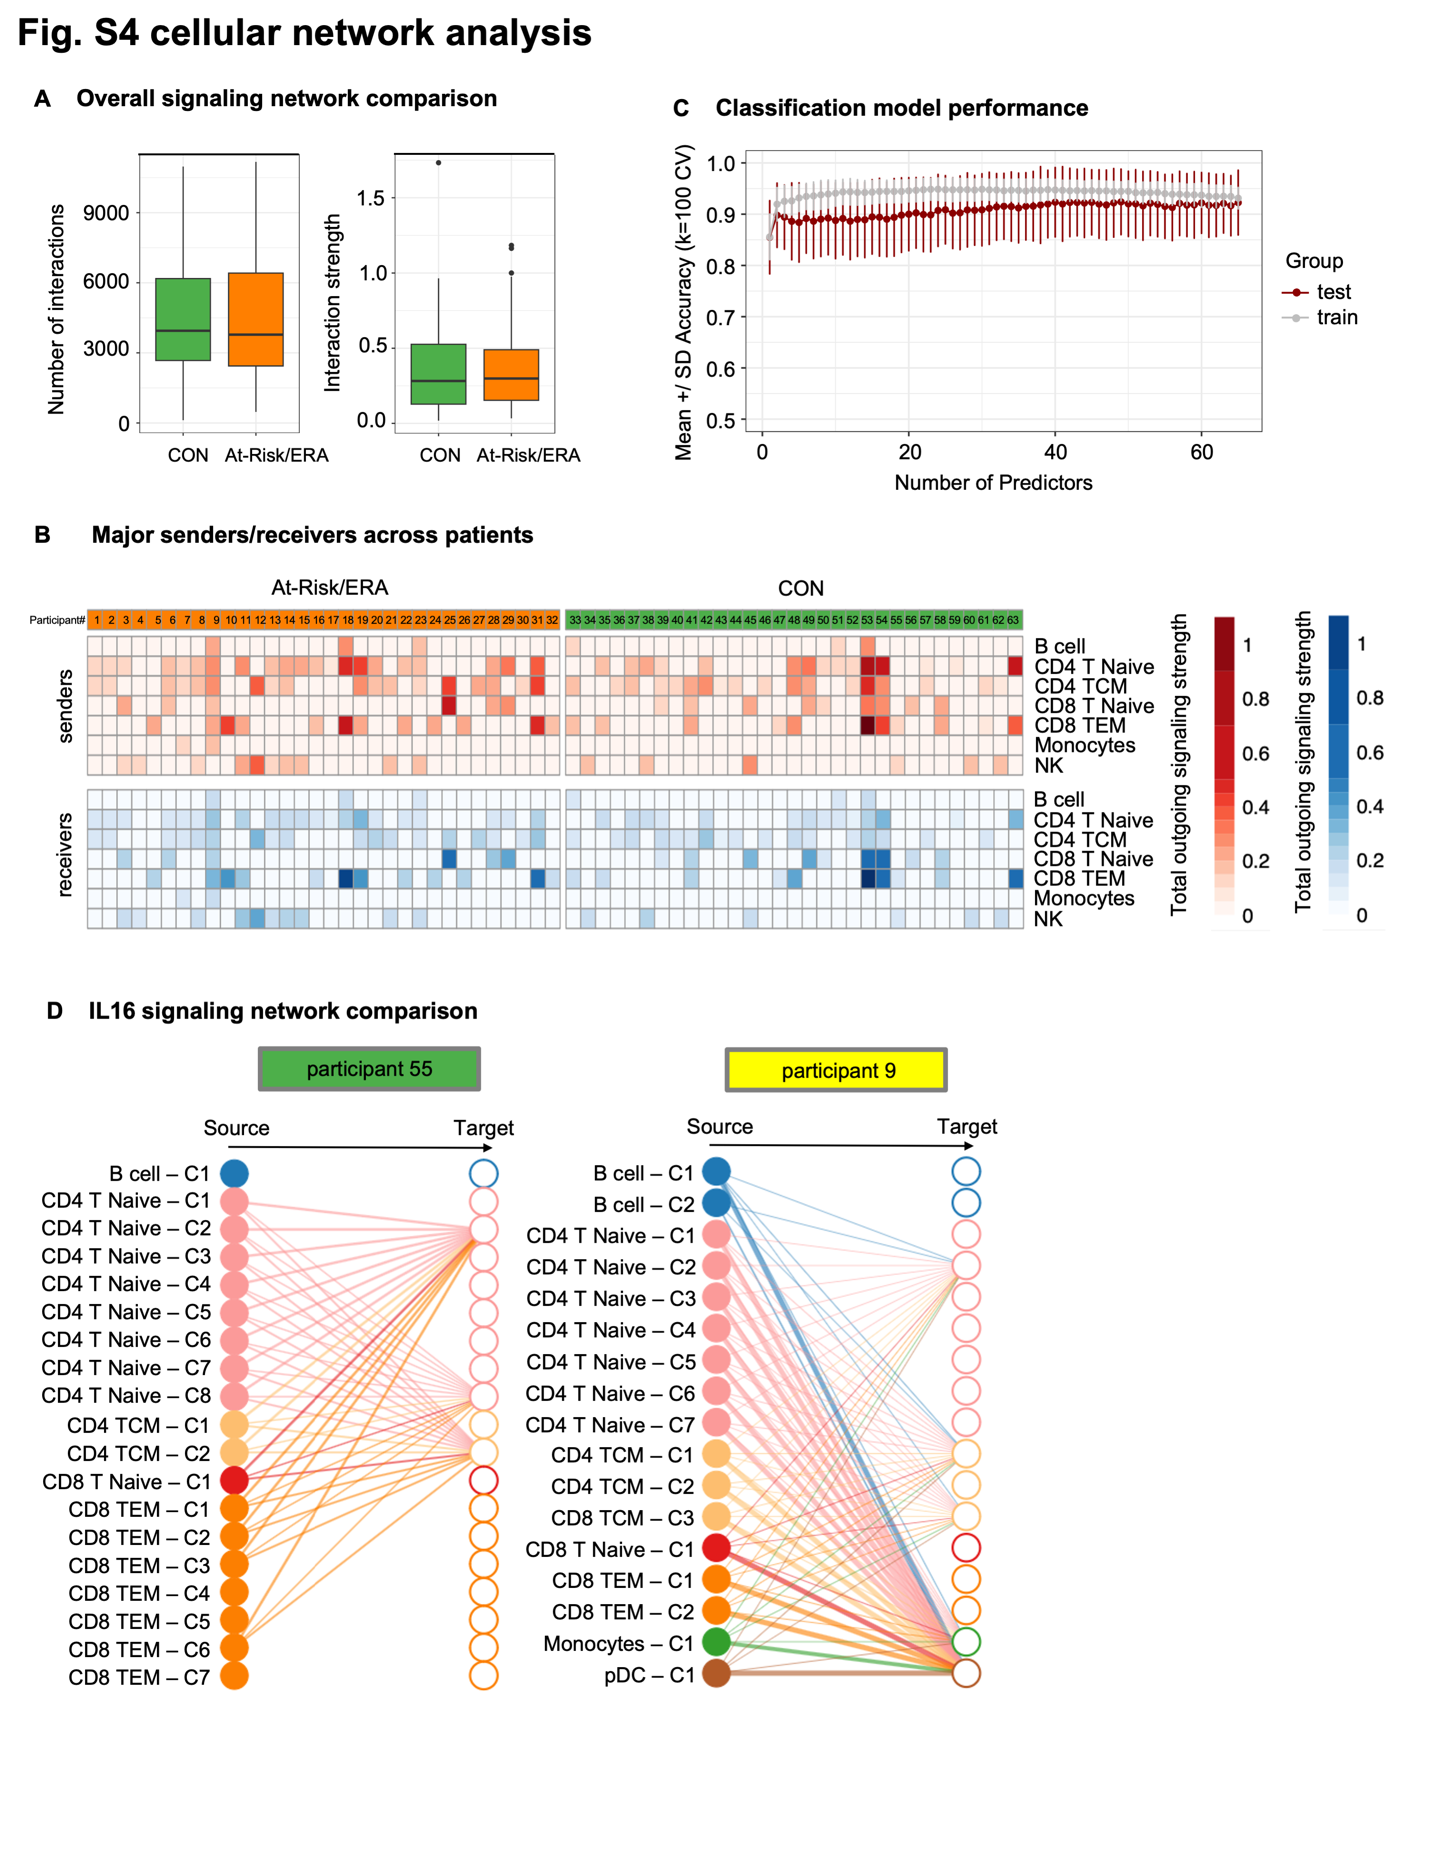 Fig. S4 cellular network analysis
A Overall signaling network comparison
Number of interactions
9000
6000
3000
0
CON At-Risk/ERA
Interaction strength
1.5
1.0
0.5
0.0
CON At-Risk/ERA
C Classification model performance
Mean +/ SD Accuracy (k=100 CV)
1.0
0.9
0.8
0.7
0.6
0.5
0 20 40 60
Number of Predictors
Group
test
train
B Major senders/receivers across patients
At-Risk/ERA CON
Participant# 1 2 3 4 5 6 7 8 9 10 11 12 13 14 15 16 17 18 19 20 21 22 23 24 25 26 27 28 29 30 31 32 33 34 35 36 37 38 39 40 41 42 43 44 45 46 47 48 49 50 51 52 53 54 55 56 57 58 59 60 61 62 63
senders
B cell
CD4 T Naive
CD4 TCM
CD8 T Naive
CD8 TEM
Monocytes
NK
receivers
B cell
CD4 T Naive
CD4 TCM
CD8 T Naive
CD8 TEM
Monocytes
NK
Total outgoing signaling strength
1
0.8
0.6
0.4
0.2
0
Total outgoing signaling strength
1
0.8
0.6
0.4
0.2
0
D IL16 signaling network comparison
participant 55
Source Target
B cell – C1
CD4 T Naive – C1
CD4 T Naive – C2
CD4 T Naive – C3
CD4 T Naive – C4
CD4 T Naive – C5
CD4 T Naive – C6
CD4 T Naive – C7
CD4 T Naive – C8
CD4 TCM – C1
CD4 TCM – C2
CD8 T Naive – C1
CD8 TEM – C1
CD8 TEM – C2
CD8 TEM – C3
CD8 TEM – C4
CD8 TEM – C5
CD8 TEM – C6
CD8 TEM – C7
participant 9
Source Target
B cell – C1
B cell – C2
CD4 T Naive – C1
CD4 T Naive – C2
CD4 T Naive – C3
CD4 T Naive – C4
CD4 T Naive – C5
CD4 T Naive – C6
CD4 T Naive – C7
CD4 TCM – C1
CD4 TCM – C2
CD8 TCM – C3
CD8 T Naive – C1
CD8 TEM – C1
CD8 TEM – C2
Monocytes – C1
pDC – C1